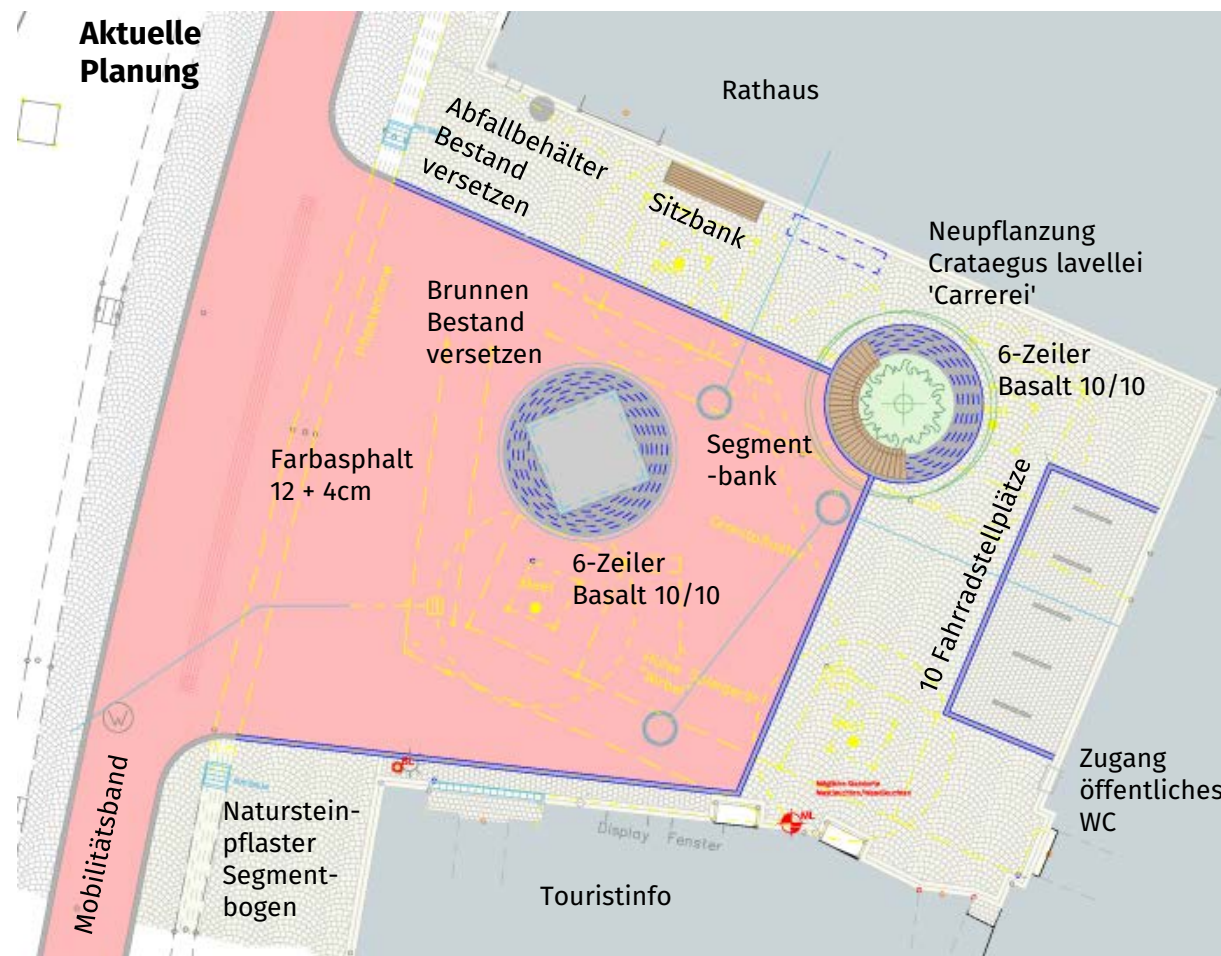 Aktuelle
Planung
Rathaus
Abfallbehälter
Bestand
versetzen
Sitzbank
Neupflanzung
Crataegus lavellei
'Carrerei'
Brunnen
Bestand
versetzen
6-Zeiler
Basalt 10/10
Segment
-bank
Farbasphalt
12 + 4cm
6-Zeiler
Basalt 10/10
10 Fahrradstellplätze
W
Mobilitätsband
Naturstein-
pflaster
Segment-
bogen
Display Fenster
ML
Touristinfo
Zugang
öffentliches
WC